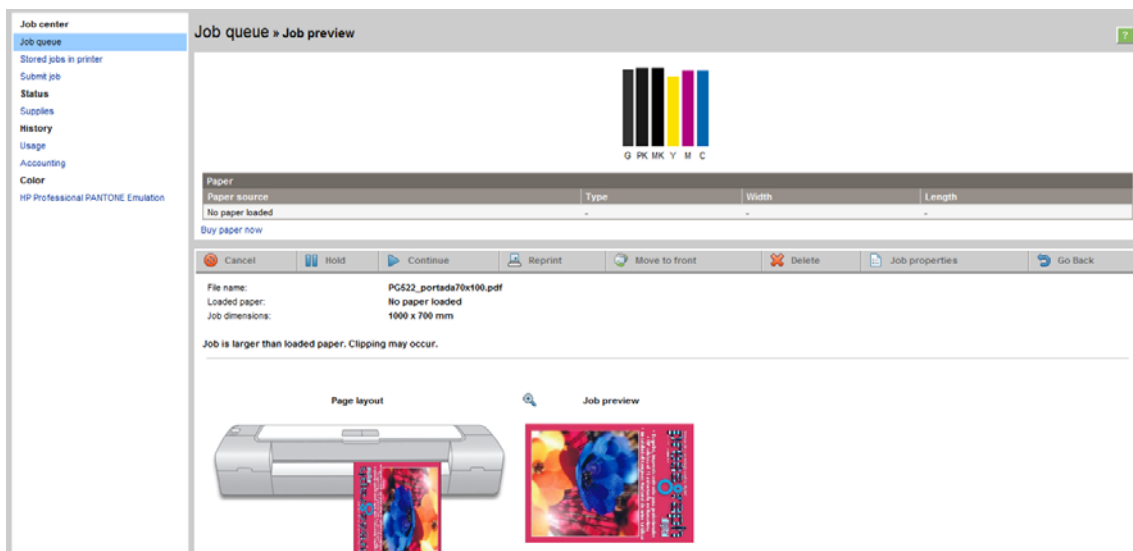 Job center
Job queue
Stored jobs in printer
Submit job
Status
Supplies
History
Usage
Accounting
Color
HP Professional PANTONE Emulation
Job queue » Job preview
?
G PK MK Y M C
Paper
Paper source Type Width Length
No paper loaded - - -
Buy paper now
Cancel Hold Continue Reprint Move to front Delete Job properties Go Back
File name: PG522_portada70x100.pdf
Loaded paper: No paper loaded
Job dimensions: 1000 x 700 mm
Job is larger than loaded paper. Clipping may occur.
Page layout Job preview